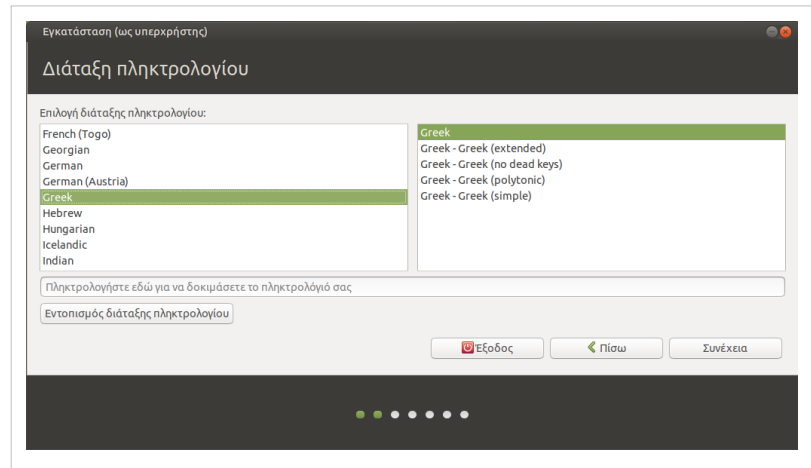 Εγκατάσταση (ως υπερχρήστης)
Διάταξη πληκτρολογίου
Επιλογή διάταξης πληκτρολογίου:
French (Togo)
Georgian
German
German (Austria)
Greek
Hebrew
Hungarian
Icelandic
Indian
Greek
Greek - Greek (extended)
Greek - Greek (no dead keys)
Greek - Greek (polytonic)
Greek - Greek (simple)
Πληκτρολογήστε εδώ για να δοκιμάσετε το πληκτρολόγιό σας
Εντοπισμός διάταξης πληκτρολογίου
Έξοδος
Πίσω
Συνέχεια